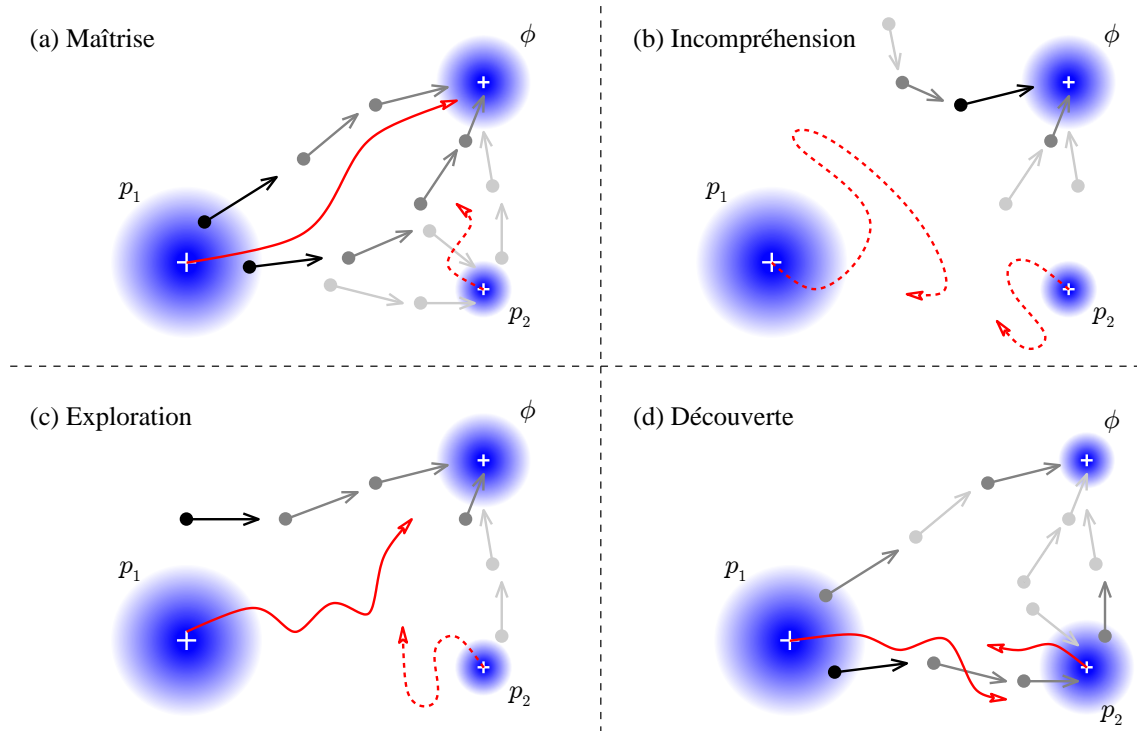 (a) Maîtrise
ϕ
p₁
p₂
(b) Incompréhension
ϕ
p₁
p₂
(c) Exploration
ϕ
p₁
p₂
(d) Découverte
ϕ
p₁
p₂